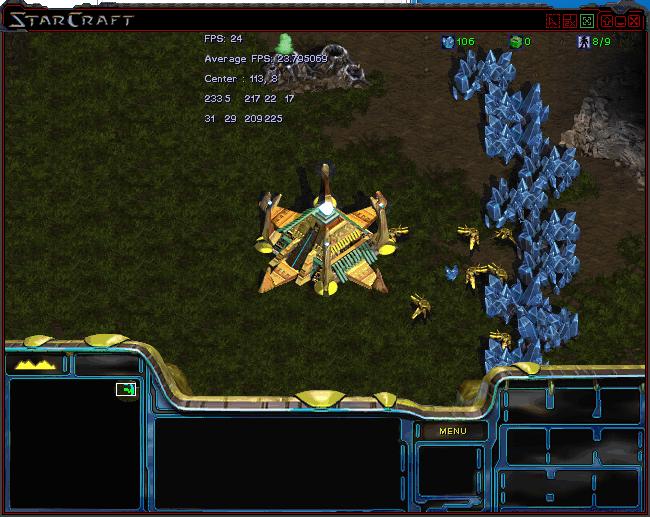 STARCRAFT
FPS: 24
106 0 8/9
Average FPS: 23.795069
Center : 113 8
233 5 217 22 17
31 29 209 225
MENU